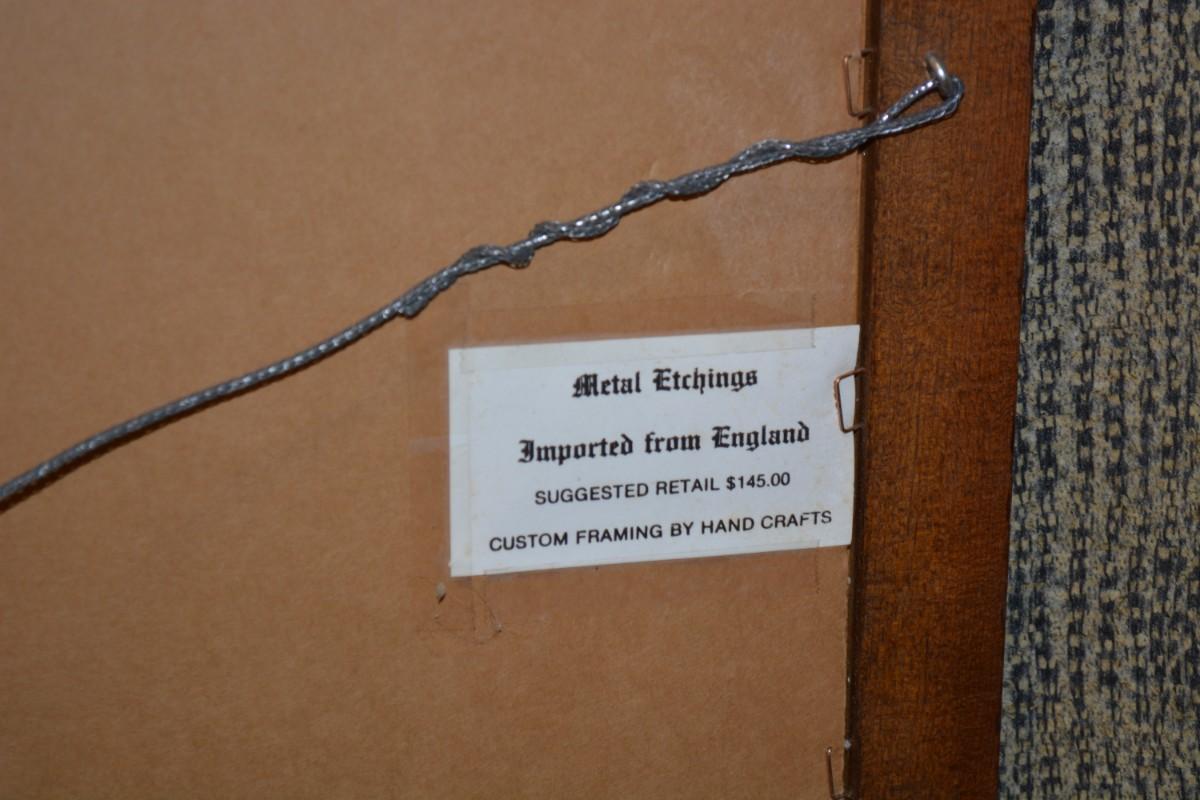 Metal Etchings
Imported from England
SUGGESTED RETAIL $145.00
CUSTOM FRAMING BY HAND CRAFTS